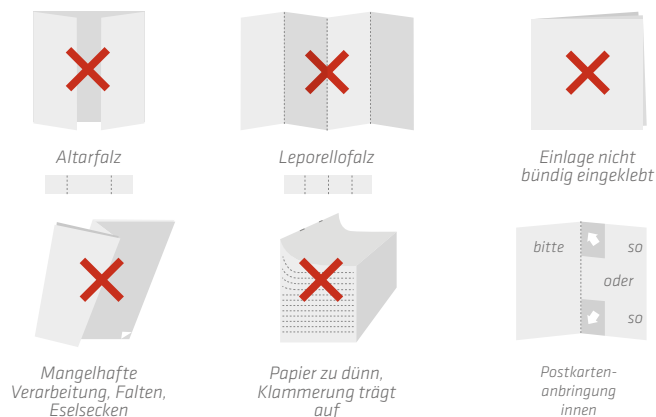 Altarfalz
Leporellofalz
Einlage nicht
bündig eingeklebt
bitte
so
oder
so
Mangelhafte
Verarbeitung, Falten,
Eselsecken
Papier zu dünn,
Klammerung trägt
auf
Postkarten-
anbringung
innen